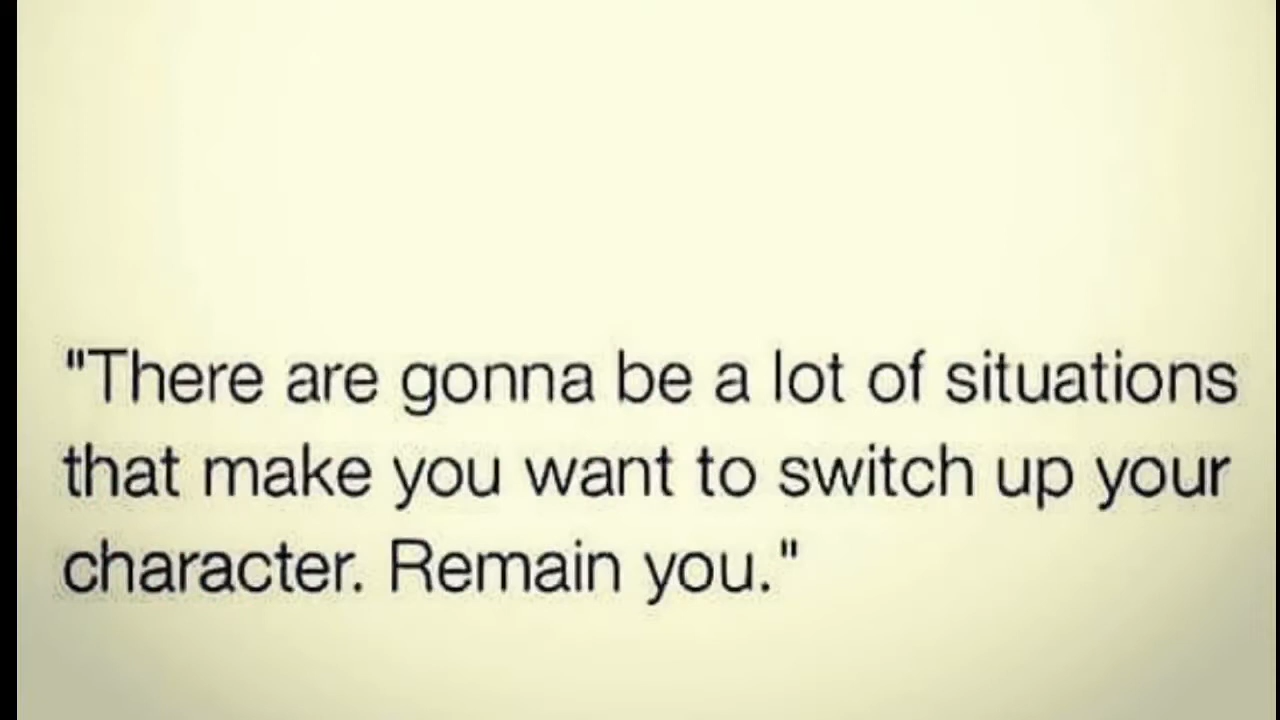 "There are gonna be a lot of situations
that make you want to switch up your
character. Remain you."